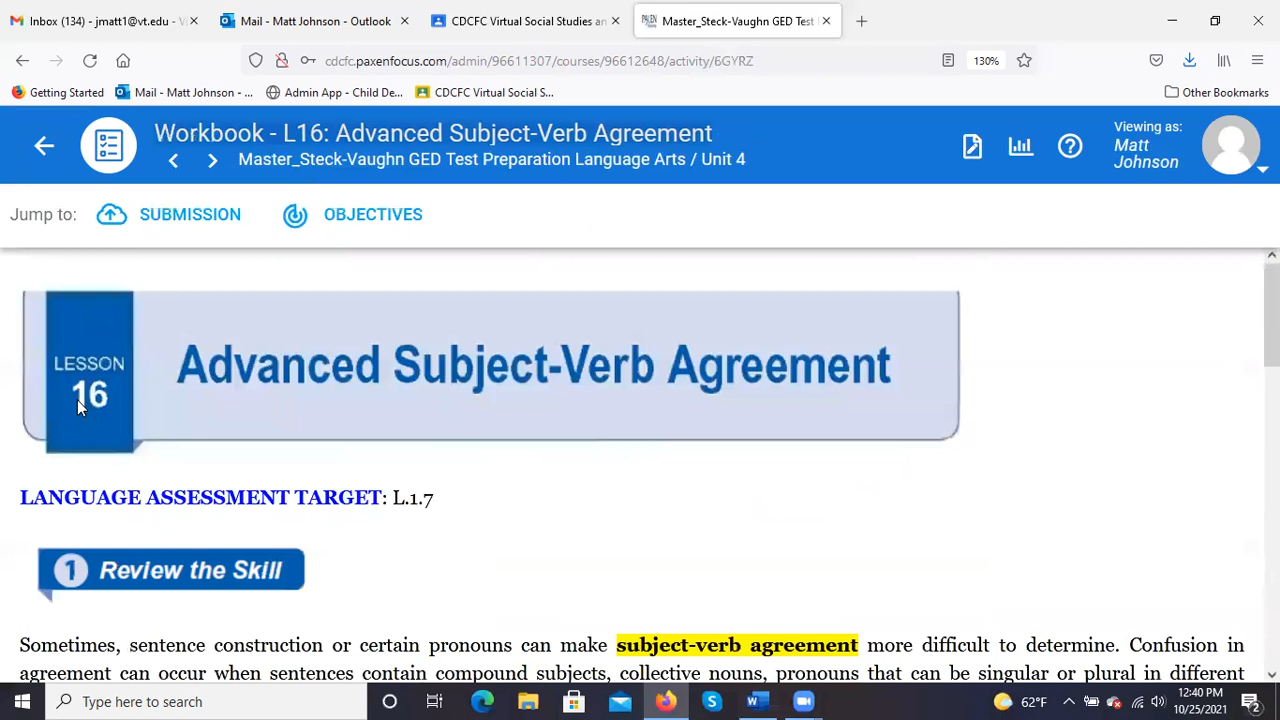 Inbox (134) - jmatt1@vt.edu - Vi
Mail - Matt Johnson - Outlook
CDCFC Virtual Social Studies an
Master_Steck-Vaughn GED Test
cdcfc.paxenfocus.com/admin/96611307/courses/96612648/activity/6GYRZ
130%
Getting Started
Mail - Matt Johnson - ...
Admin App - Child De...
CDCFC Virtual Social S...
Other Bookmarks
Workbook - L16: Advanced Subject-Verb Agreement
Master_Steck-Vaughn GED Test Preparation Language Arts / Unit 4
Viewing as:
Matt
Johnson
Jump to:
SUBMISSION
OBJECTIVES
LESSON
16
Advanced Subject-Verb Agreement
LANGUAGE ASSESSMENT TARGET: L.1.7
1 Review the Skill
Sometimes, sentence construction or certain pronouns can make subject-verb agreement more difficult to determine. Confusion in
agreement can occur when sentences contain compound subjects, collective nouns, pronouns that can be singular or plural in different
Type here to search
62°F
12:40 PM
10/25/2021
2